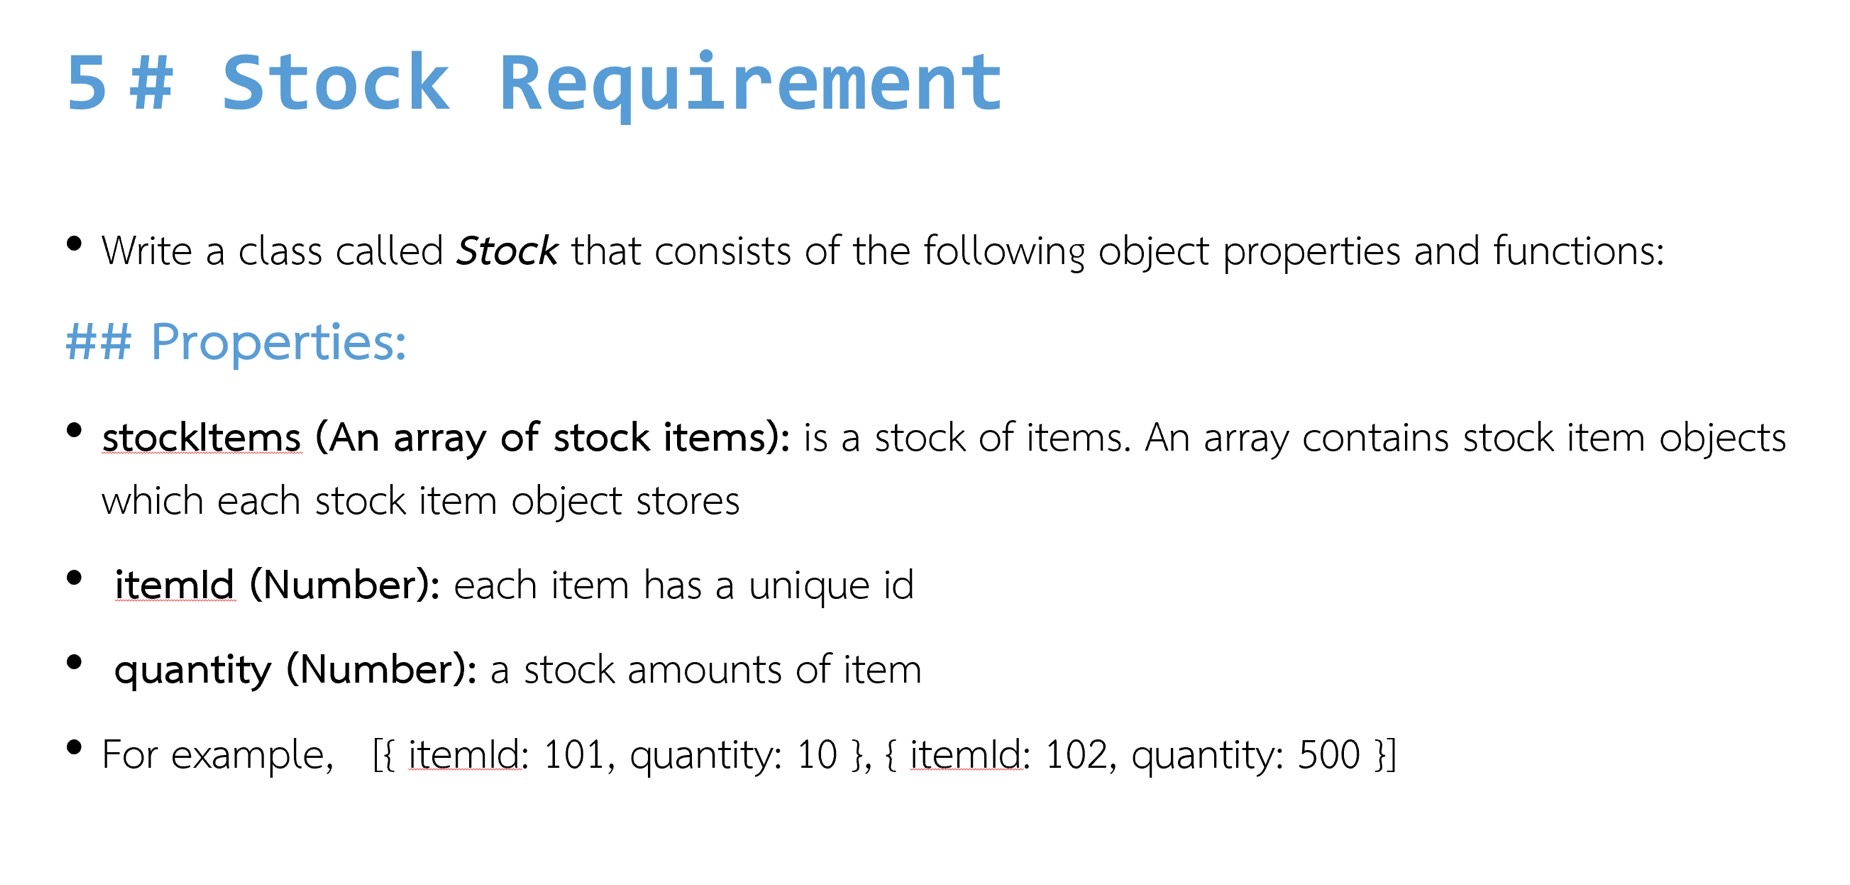 5 # Stock Requirement
• Write a class called Stock that consists of the following object properties and functions:
## Properties:
• stockItems (An array of stock items): is a stock of items. An array contains stock item objects
which each stock item object stores
• itemId (Number): each item has a unique id
• quantity (Number): a stock amounts of item
• For example, [{ itemId: 101, quantity: 10 }, { itemId: 102, quantity: 500 }]